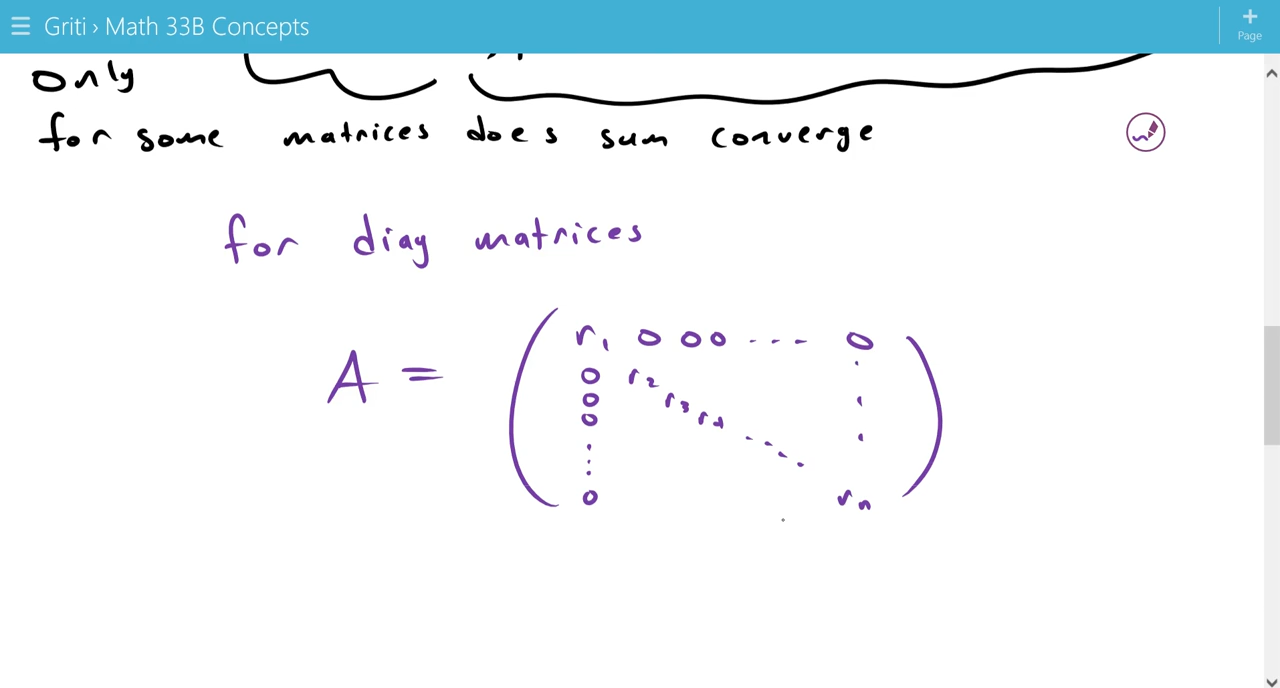 Griti › Math 33B Concepts
Page
only
for some matrices does sum converge
for diag matrices
A = ( r1 0 0 0 ... 0
0 r2
0 r3
0 r4
0 rn )